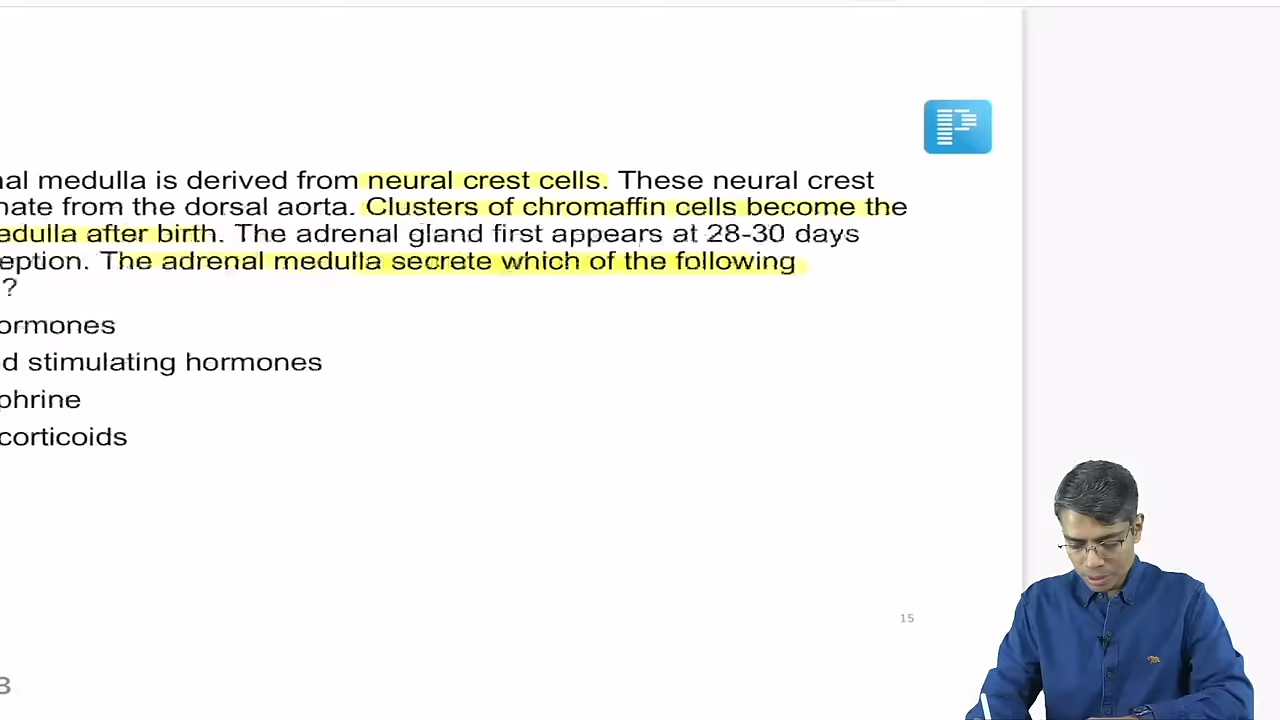 nal medulla is derived from neural crest cells. These neural crest
nate from the dorsal aorta. Clusters of chromaffin cells become the
edulla after birth. The adrenal gland first appears at 28-30 days
eption. The adrenal medulla secrete which of the following
?
ormones
d stimulating hormones
phrine
corticoids
15
3